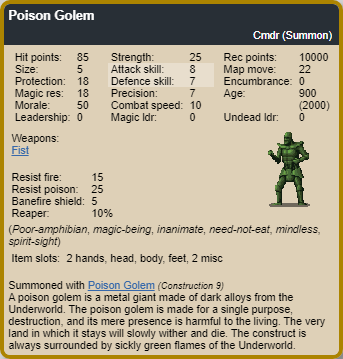 Poison Golem
Cmdr (Summon)
Hit points: 85 Strength: 25 Rec points: 10000
Size: 5 Attack skill: 8 Map move: 22
Protection: 18 Defence skill: 7 Encumbrance: 0
Magic res: 18 Precision: 7 Age: 900
Morale: 50 Combat speed: 10 (2000)
Leadership: 0 Magic ldr: 0 Undead ldr: 0
Weapons:
Fist
Resist fire: 15
Resist poison: 25
Banefire shield: 5
Reaper: 10%
(Poor-amphibian, magic-being, inanimate, need-not-eat, mindless,
spirit-sight)
Item slots: 2 hands, head, body, feet, 2 misc
Summoned with Poison Golem (Construction 9)
A poison golem is a metal giant made of dark alloys from the
Underworld. The poison golem is made for a single purpose,
destruction, and its mere presence is harmful to the living. The very
land in which it stays will slowly wither and die. The construct is
always surrounded by sickly green flames of the Underworld.